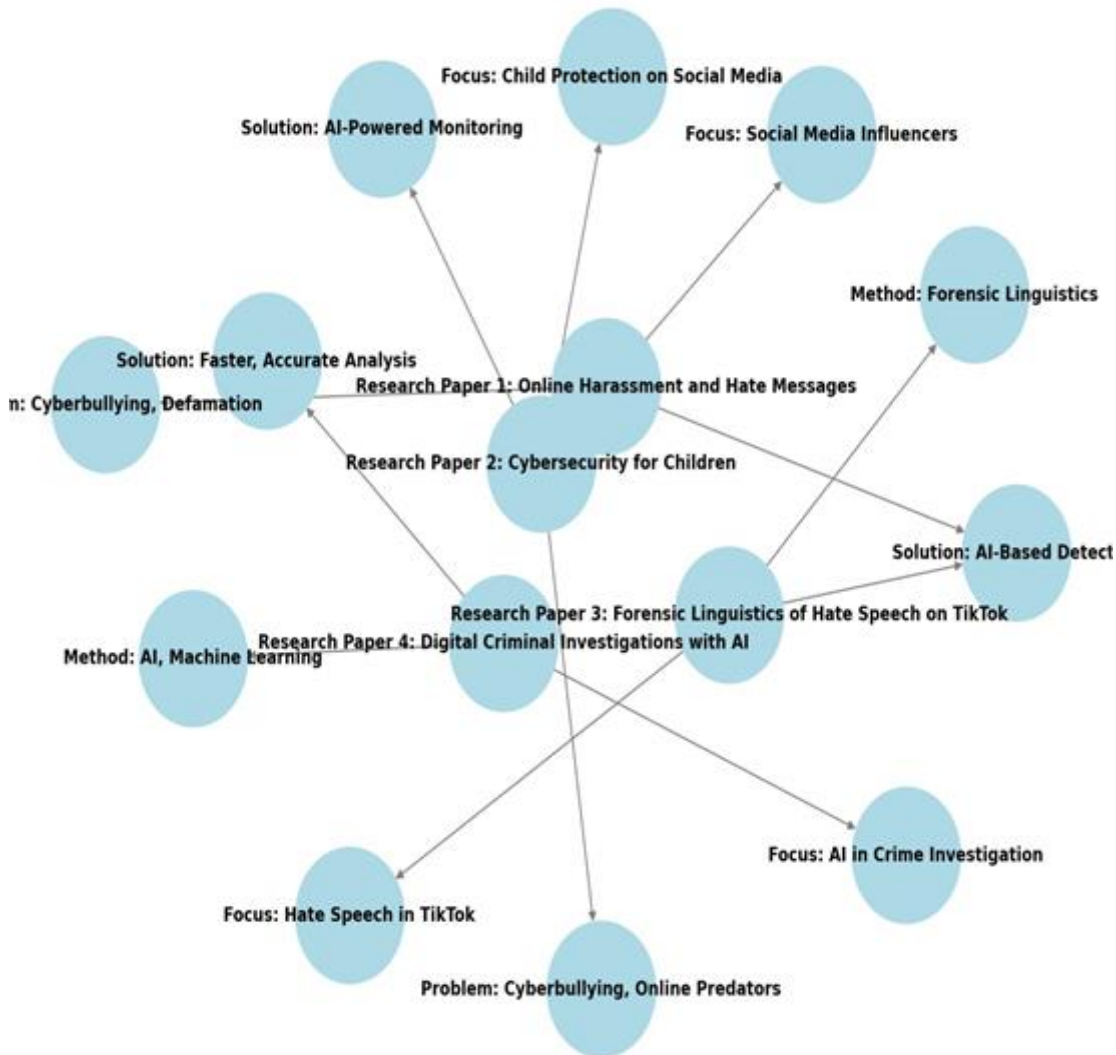 Focus: Child Protection on Social Media
Solution: AI-Powered Monitoring
Focus: Social Media Influencers
Method: Forensic Linguistics
Solution: Faster, Accurate Analysis
Research Paper 1: Online Harassment and Hate Messages
m: Cyberbullying, Defamation
Research Paper 2: Cybersecurity for Children
Solution: AI-Based Detect
Research Paper 3: Forensic Linguistics of Hate Speech on TikTok
Research Paper 4: Digital Criminal Investigations with AI
Method: AI, Machine Learning
Focus: AI in Crime Investigation
Focus: Hate Speech in TikTok
Problem: Cyberbullying, Online Predators